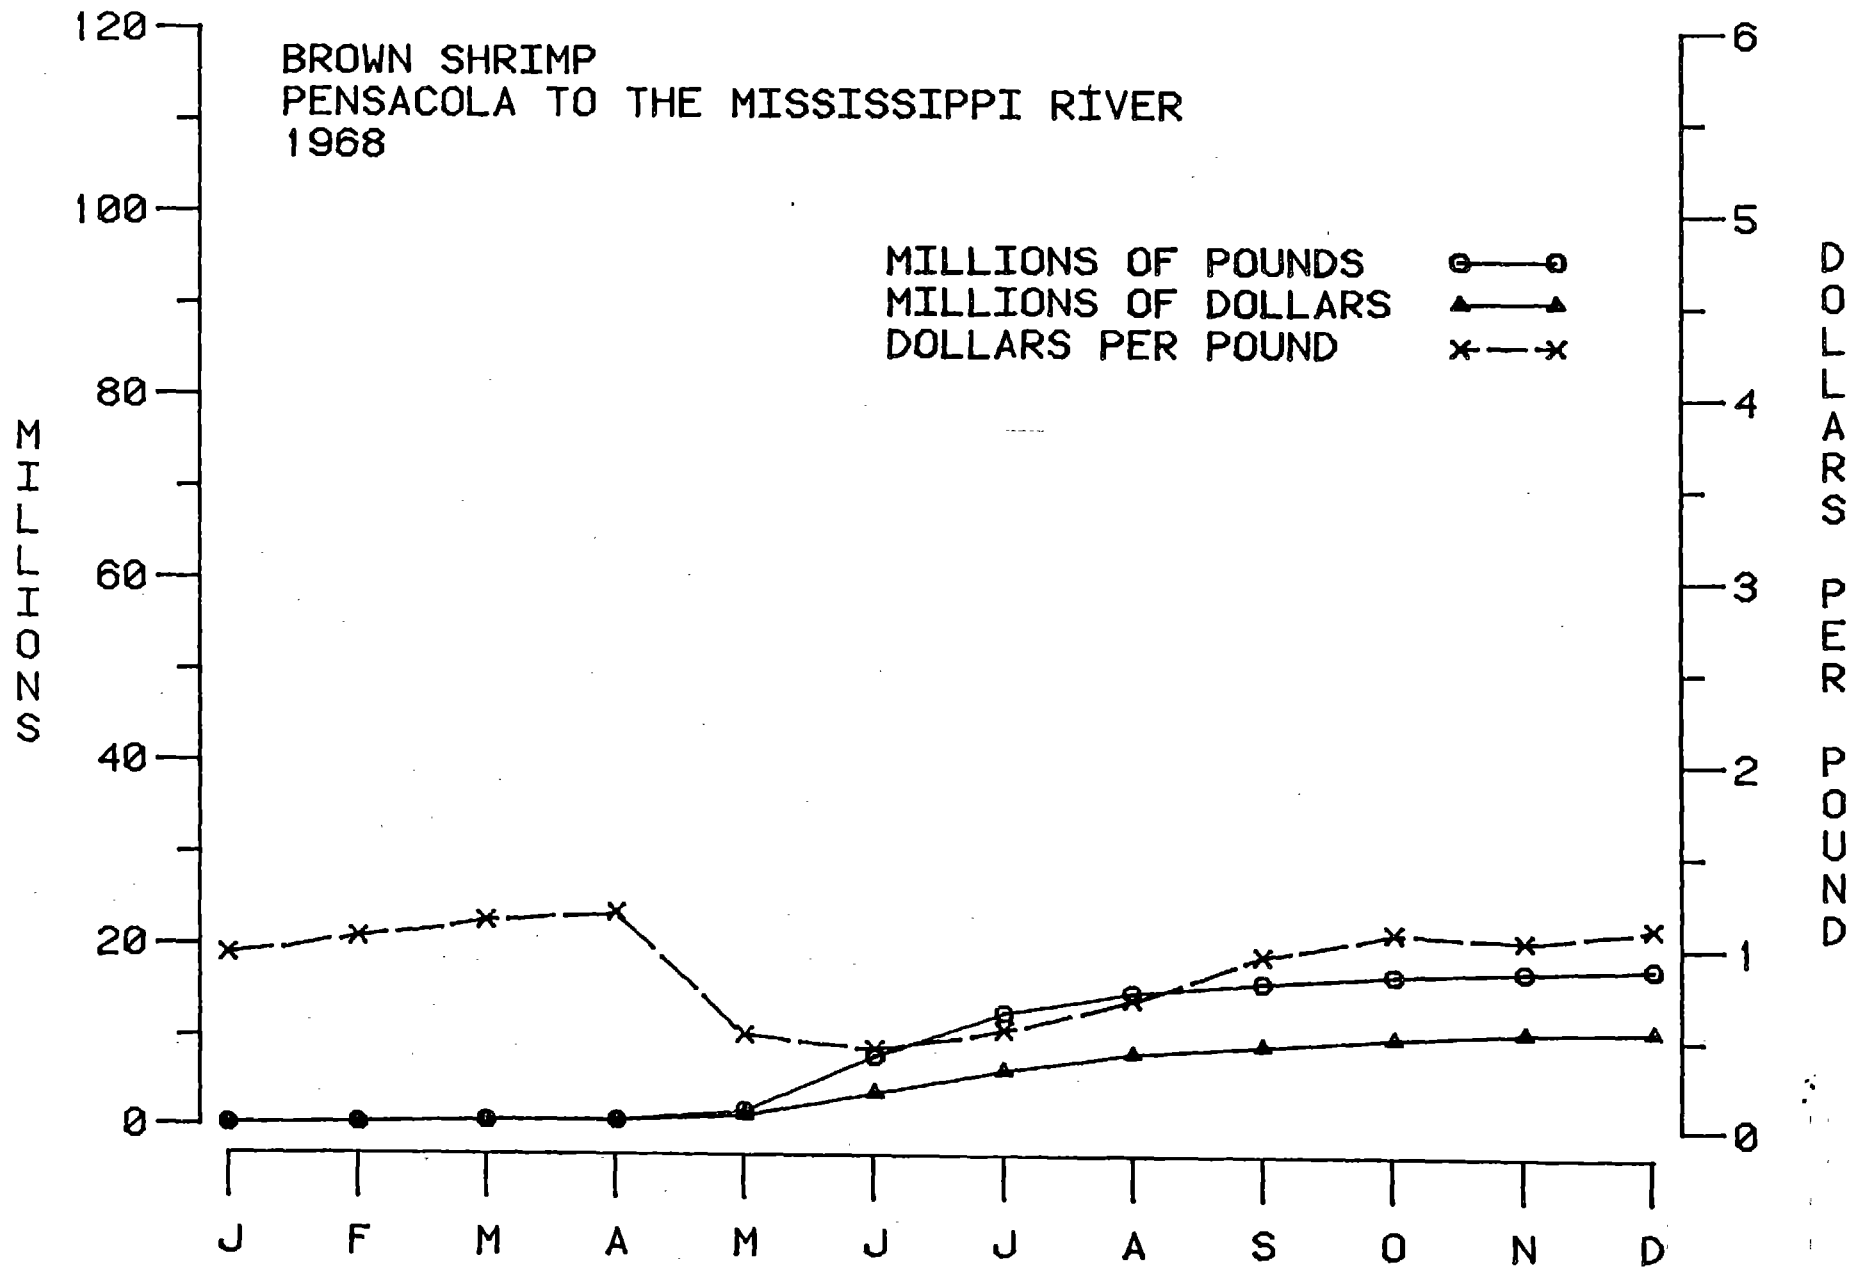 BROWN SHRIMP
PENSACOLA TO THE MISSISSIPPI RIVER
1968
MILLIONS OF POUNDS
MILLIONS OF DOLLARS
DOLLARS PER POUND
MILLIONS
120
100
80
60
40
20
0
6
5
4
3
2
1
0
DOLLARS PER POUND
J F M A M J J A S O N D